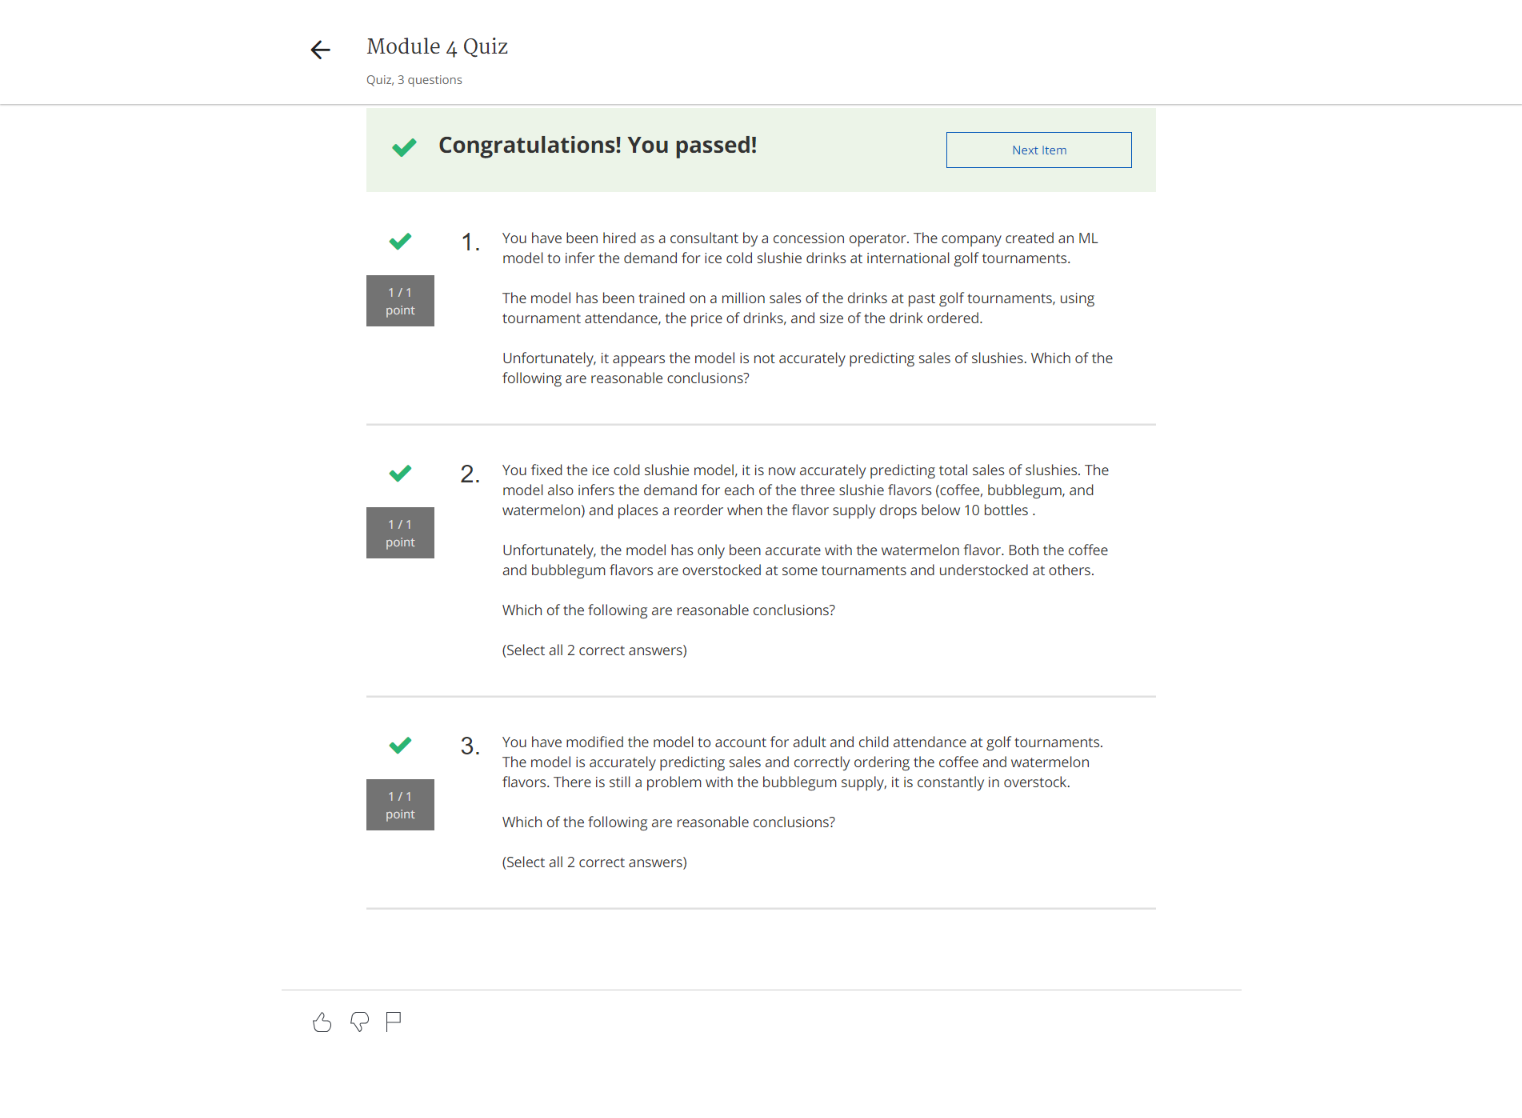 Module 4 Quiz
Quiz, 3 questions
Congratulations! You passed!
Next Item
1 / 1
point
1.
You have been hired as a consultant by a concession operator. The company created an ML
model to infer the demand for ice cold slushie drinks at international golf tournaments.
The model has been trained on a million sales of the drinks at past golf tournaments, using
tournament attendance, the price of drinks, and size of the drink ordered.
Unfortunately, it appears the model is not accurately predicting sales of slushies. Which of the
following are reasonable conclusions?
1 / 1
point
2.
You fixed the ice cold slushie model, it is now accurately predicting total sales of slushies. The
model also infers the demand for each of the three slushie flavors (coffee, bubblegum, and
watermelon) and places a reorder when the flavor supply drops below 10 bottles .
Unfortunately, the model has only been accurate with the watermelon flavor. Both the coffee
and bubblegum flavors are overstocked at some tournaments and understocked at others.
Which of the following are reasonable conclusions?
(Select all 2 correct answers)
1 / 1
point
3.
You have modified the model to account for adult and child attendance at golf tournaments.
The model is accurately predicting sales and correctly ordering the coffee and watermelon
flavors. There is still a problem with the bubblegum supply, it is constantly in overstock.
Which of the following are reasonable conclusions?
(Select all 2 correct answers)